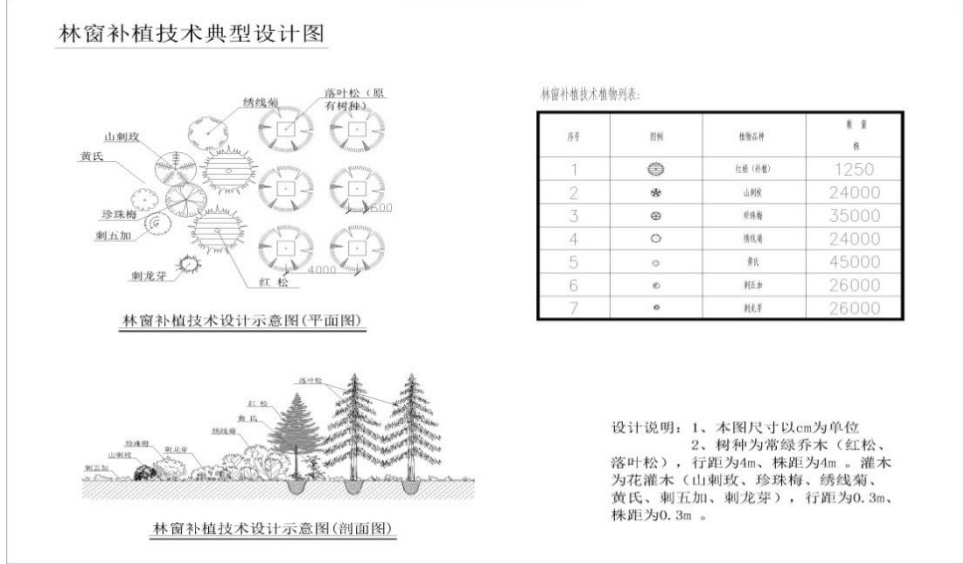 林窗补植技术典型设计图
绣线菊
落叶松（原
有树种）
山刺玫
黄氏
珍珠梅
刺五加
刺龙芽
红 松
4000
林窗补植技术设计示意图(平面图)
林窗补植技术植物列表:
序号 图例 植物品种 数 量
株
1 红松（补植） 1250
2 山刺玫 24000
3 珍珠梅 35000
4 绣线菊 24000
5 黄氏 45000
6 刺五加 26000
7 刺龙芽 26000
落叶松
红 松
黄 氏
绣线菊
珍珠梅
刺龙芽
山刺玫
刺五加
林窗补植技术设计示意图(剖面图)
设计说明：1、本图尺寸以cm为单位
2、树种为常绿乔木（红松、
落叶松），行距为4m、株距为4m 。灌木
为花灌木（山刺玫、珍珠梅、绣线菊、
黄氏、刺五加、刺龙芽），行距为0.3m、
株距为0.3m 。